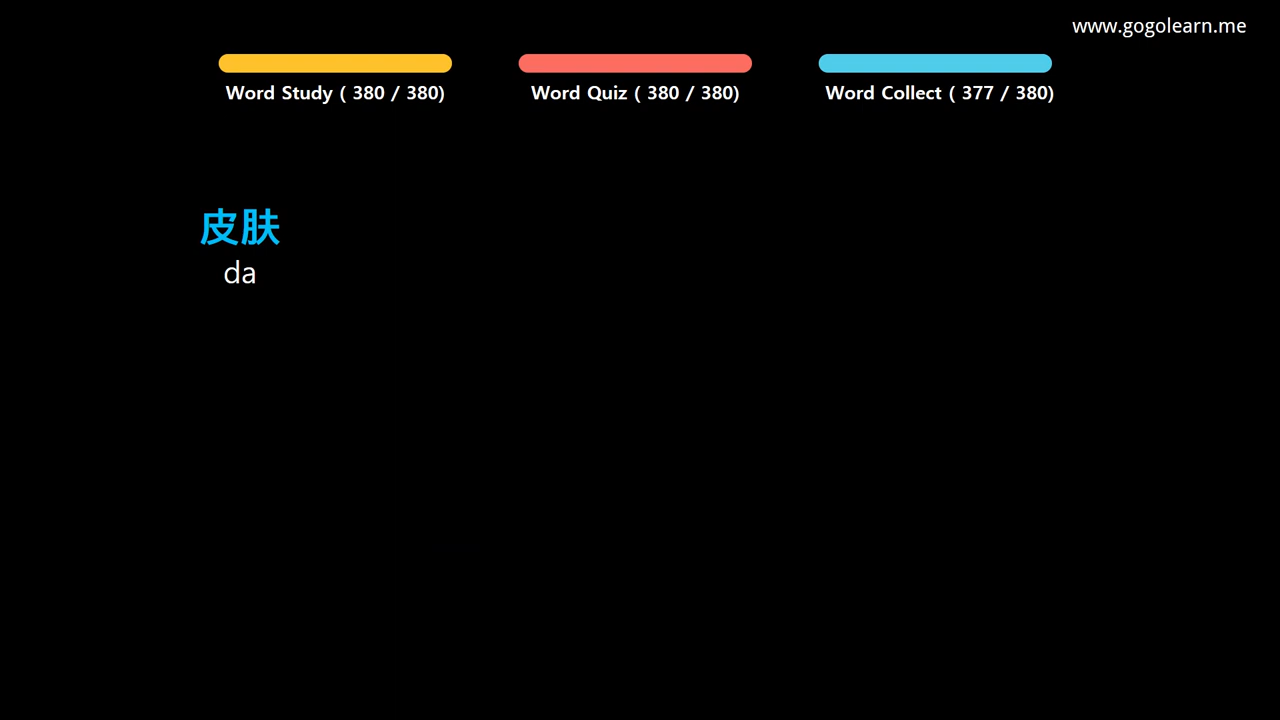 www.gogolearn.me
Word Study ( 380 / 380)
Word Quiz ( 380 / 380)
Word Collect ( 377 / 380)
皮肤
da